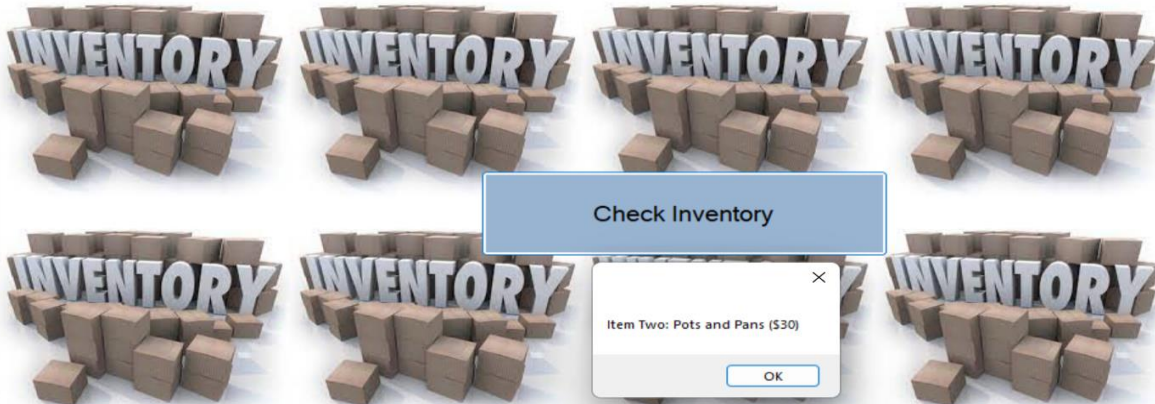 INVENTORY INVENTORY INVENTORY INVENTORY
Check Inventory
INVENTORY INVENTORY INVENTORY
Item Two: Pots and Pans ($30)
OK